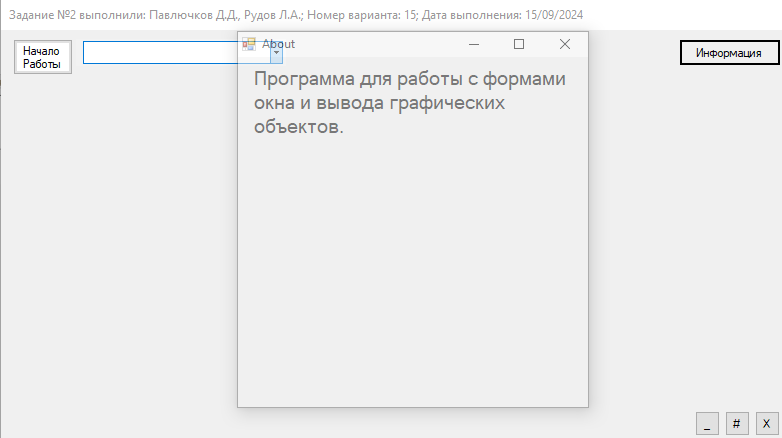 Задание №2 выполнили: Павлючков Д.Д., Рудов Л.А.; Номер варианта: 15; Дата выполнения: 15/09/2024
Начало
Работы
About
Информация
Программа для работы с формами
окна и вывода графических
объектов.
_ # X